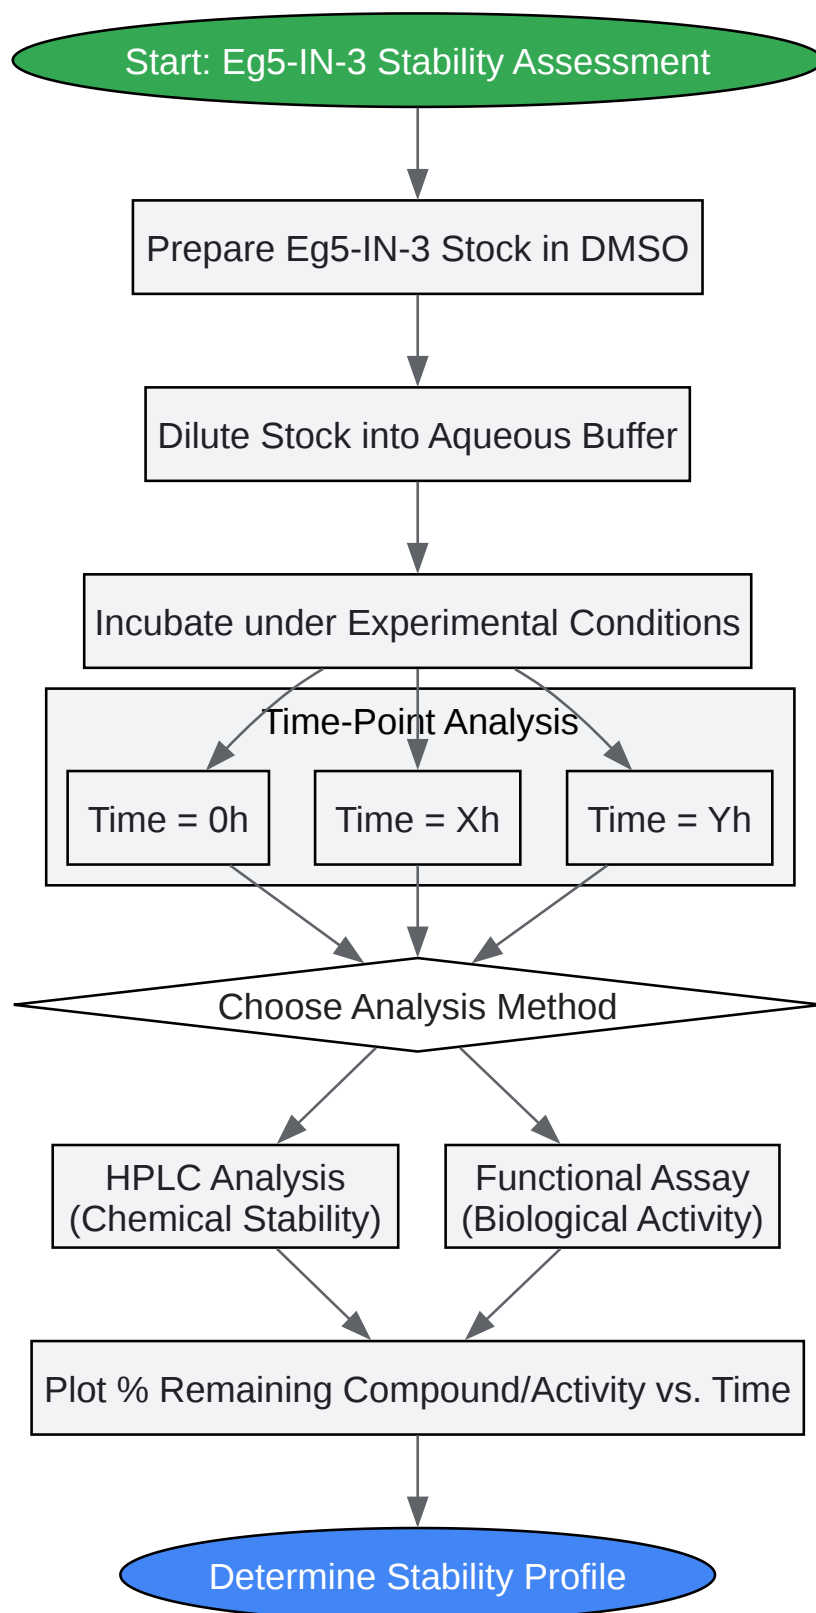 Start: Eg5-IN-3 Stability Assessment
Prepare Eg5-IN-3 Stock in DMSO
Dilute Stock into Aqueous Buffer
Incubate under Experimental Conditions
Time-Point Analysis
Time = 0h
Time = Xh
Time = Yh
Choose Analysis Method
HPLC Analysis
(Chemical Stability)
Functional Assay
(Biological Activity)
Plot % Remaining Compound/Activity vs. Time
Determine Stability Profile